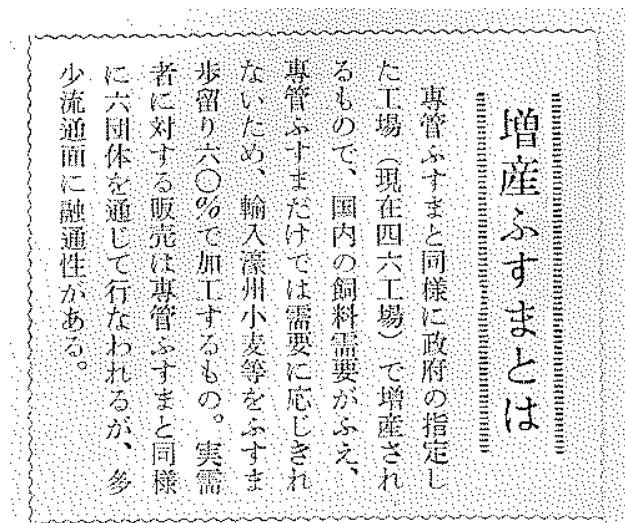 増産ふすまとは
専管ふすまと同様に政府の指定し
た工場（現在四六工場）で増産され
るもので、国内の飼料需要がふえ、
専管ふすまだけでは需要に応じきれ
ないため、輸入濠州小麦等をふすま
歩留り六〇％で加工するもの。実需
者に対する販売は専管ふすまと同様
に六団体を通じて行なわれるが、多
少流通面に融通性がある。